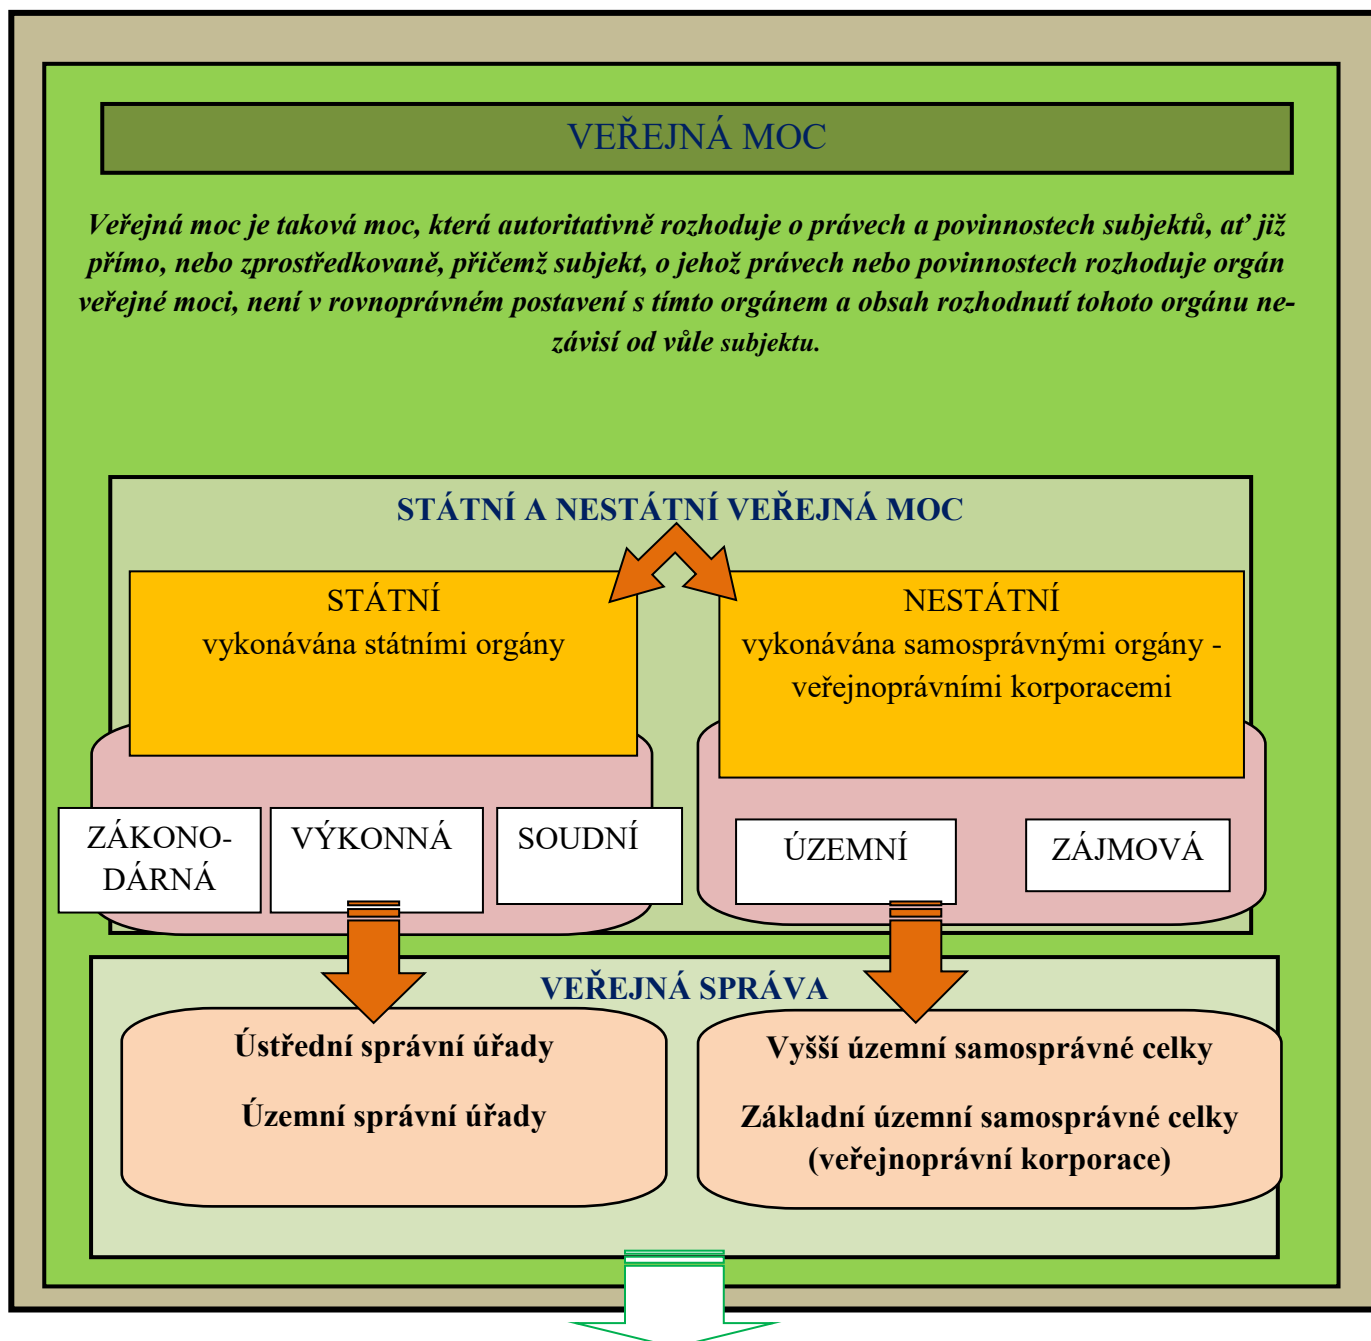 VEŘEJNÁ MOC
Veřejná moc je taková moc, která autoritativně rozhoduje o právech a povinnostech subjektů, ať již
přímo, nebo zprostředkovaně, přičemž subjekt, o jehož právech nebo povinnostech rozhoduje orgán
veřejné moci, není v rovnoprávném postavení s tímto orgánem a obsah rozhodnutí tohoto orgánu ne-
závisí od vůle subjektu.
STÁTNÍ A NESTÁTNÍ VEŘEJNÁ MOC
STÁTNÍ
vykonávána státními orgány
NESTÁTNÍ
vykonávána samosprávnými orgány -
veřejnoprávními korporacemi
ZÁKONO-
DÁRNÁ
VÝKONNÁ
SOUDNÍ
ÚZEMNÍ
ZÁJMOVÁ
VEŘEJNÁ SPRÁVA
Ústřední správní úřady
Územní správní úřady
Vyšší územní samosprávné celky
Základní územní samosprávné celky
(veřejnoprávní korporace)